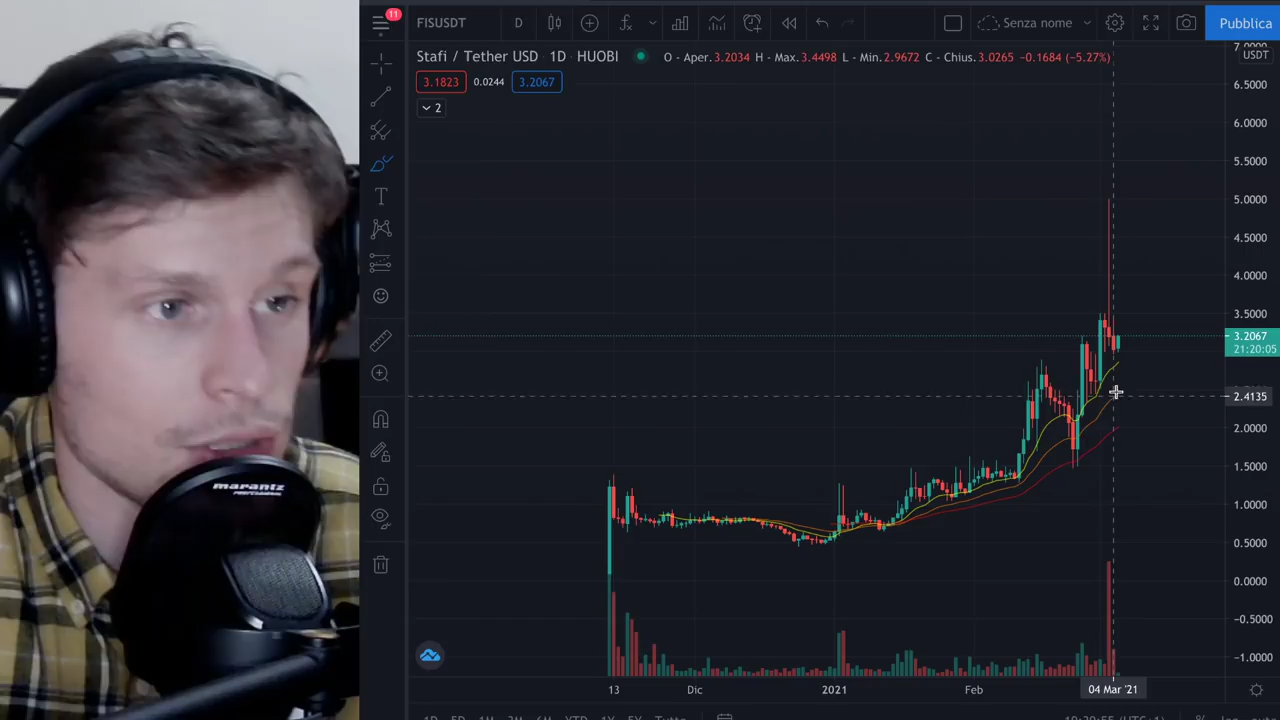 11
FISUSDT D Senza nome Pubblica
Stafi / Tether USD · 1D · HUOBI O - Aper. 3.2034 H - Max. 3.4498 L - Min. 2.9672 C - Chius. 3.0265 -0.1684 (-5.27%)
3.1823 0.0244 3.2067
2
USDT
6.5000
6.0000
5.5000
5.0000
4.5000
4.0000
3.5000
3.2067
21:20:05
2.4135
2.0000
1.5000
1.0000
0.5000
0.0000
-0.5000
-1.0000
13 Dic 2021 Feb 04 Mar '21
marantz
PROFESSIONAL